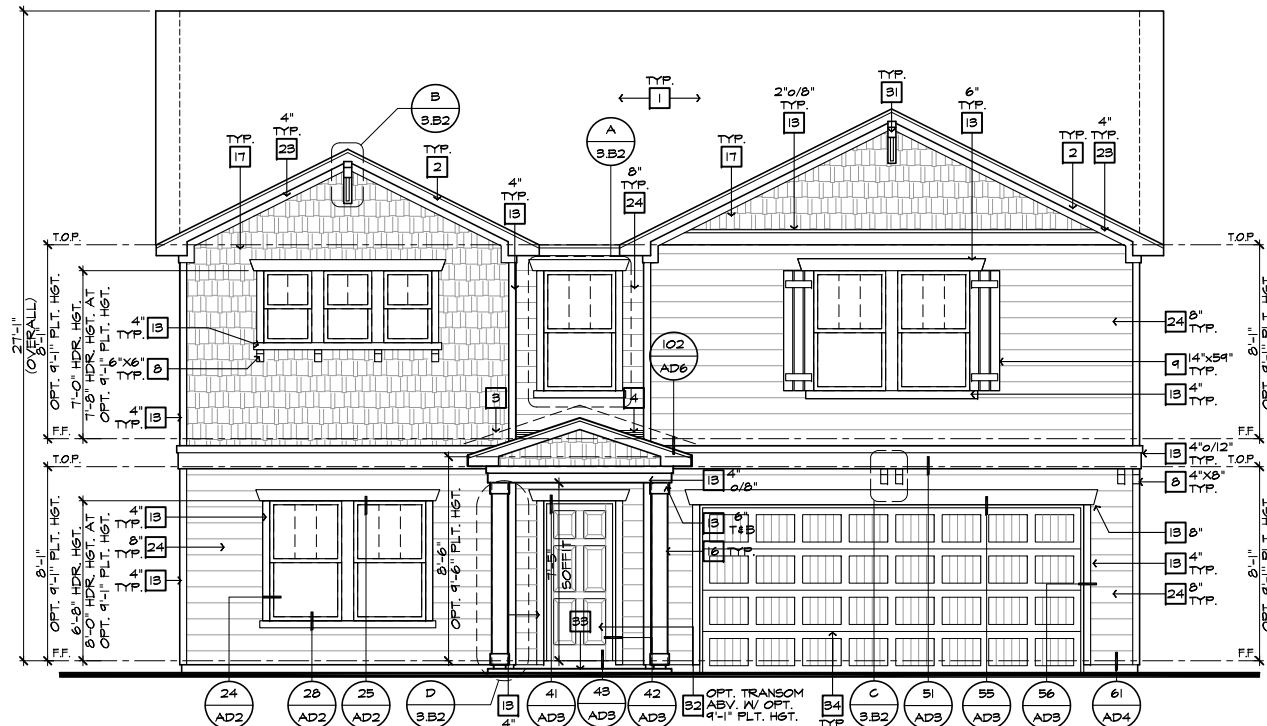 B
3.B2
TYP.
1
A
3.B2
TYP.
31
2"o/8"
TYP.
13
6"
13
TYP.
17
4"
TYP.
23
TYP.
2
4"
TYP.
13
8"
TYP.
24
TYP.
17
TYP.
2
4"
TYP.
23
T.O.P.
T.O.P.
27'-1"
(OVERALL)
8'-1"
OPT. 9'-1" PLT. HGT.
7'-0" HDR. HGT.
7'-8" HDR. HGT. AT
OPT. 9'-1" PLT. HGT.
4"
TYP.
13
6"X6"
TYP.
8
4"
TYP.
13
102
AD6
3
4
24
8"
TYP.
9
14"x59"
TYP.
13
4"
TYP.
8'-1"
OPT. 9'-1" PLT. HGT.
F.F.
F.F.
T.O.P.
T.O.P.
13
4"o/12"
TYP.
8
4"X8"
TYP.
13
4"
o/8"
13
6"
T&B
16
TYP.
13
8"
13
4"
TYP.
24
8"
TYP.
8'-1"
OPT. 9'-1" PLT. HGT.
8'-1"
OPT. 9'-1" PLT. HGT.
6'-8" HDR. HGT.
8'-0" HDR. HGT. AT
OPT. 9'-1" PLT. HGT.
4"
TYP.
13
8"
TYP.
24
4"
TYP.
13
8'-6"
OPT. 9'-6" PLT. HGT.
7'-5"
SOFFIT
33
F.F.
F.F.
24
AD2
28
AD2
25
AD2
D
3.B2
13
4"
41
AD3
43
AD3
42
AD3
32
OPT. TRANSOM
ABV. W/ OPT.
9'-1" PLT. HGT.
34
TYP
C
3.B2
51
AD3
55
AD3
56
AD3
61
AD4